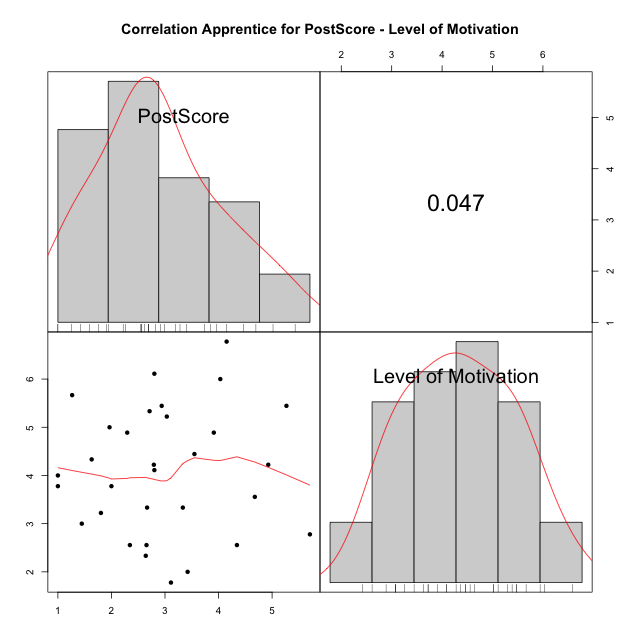 Correlation Apprentice for PostScore - Level of Motivation
2 3 4 5 6
PostScore
0.047
5
4
3
2
1
6
5
4
3
2
Level of Motivation
1 2 3 4 5